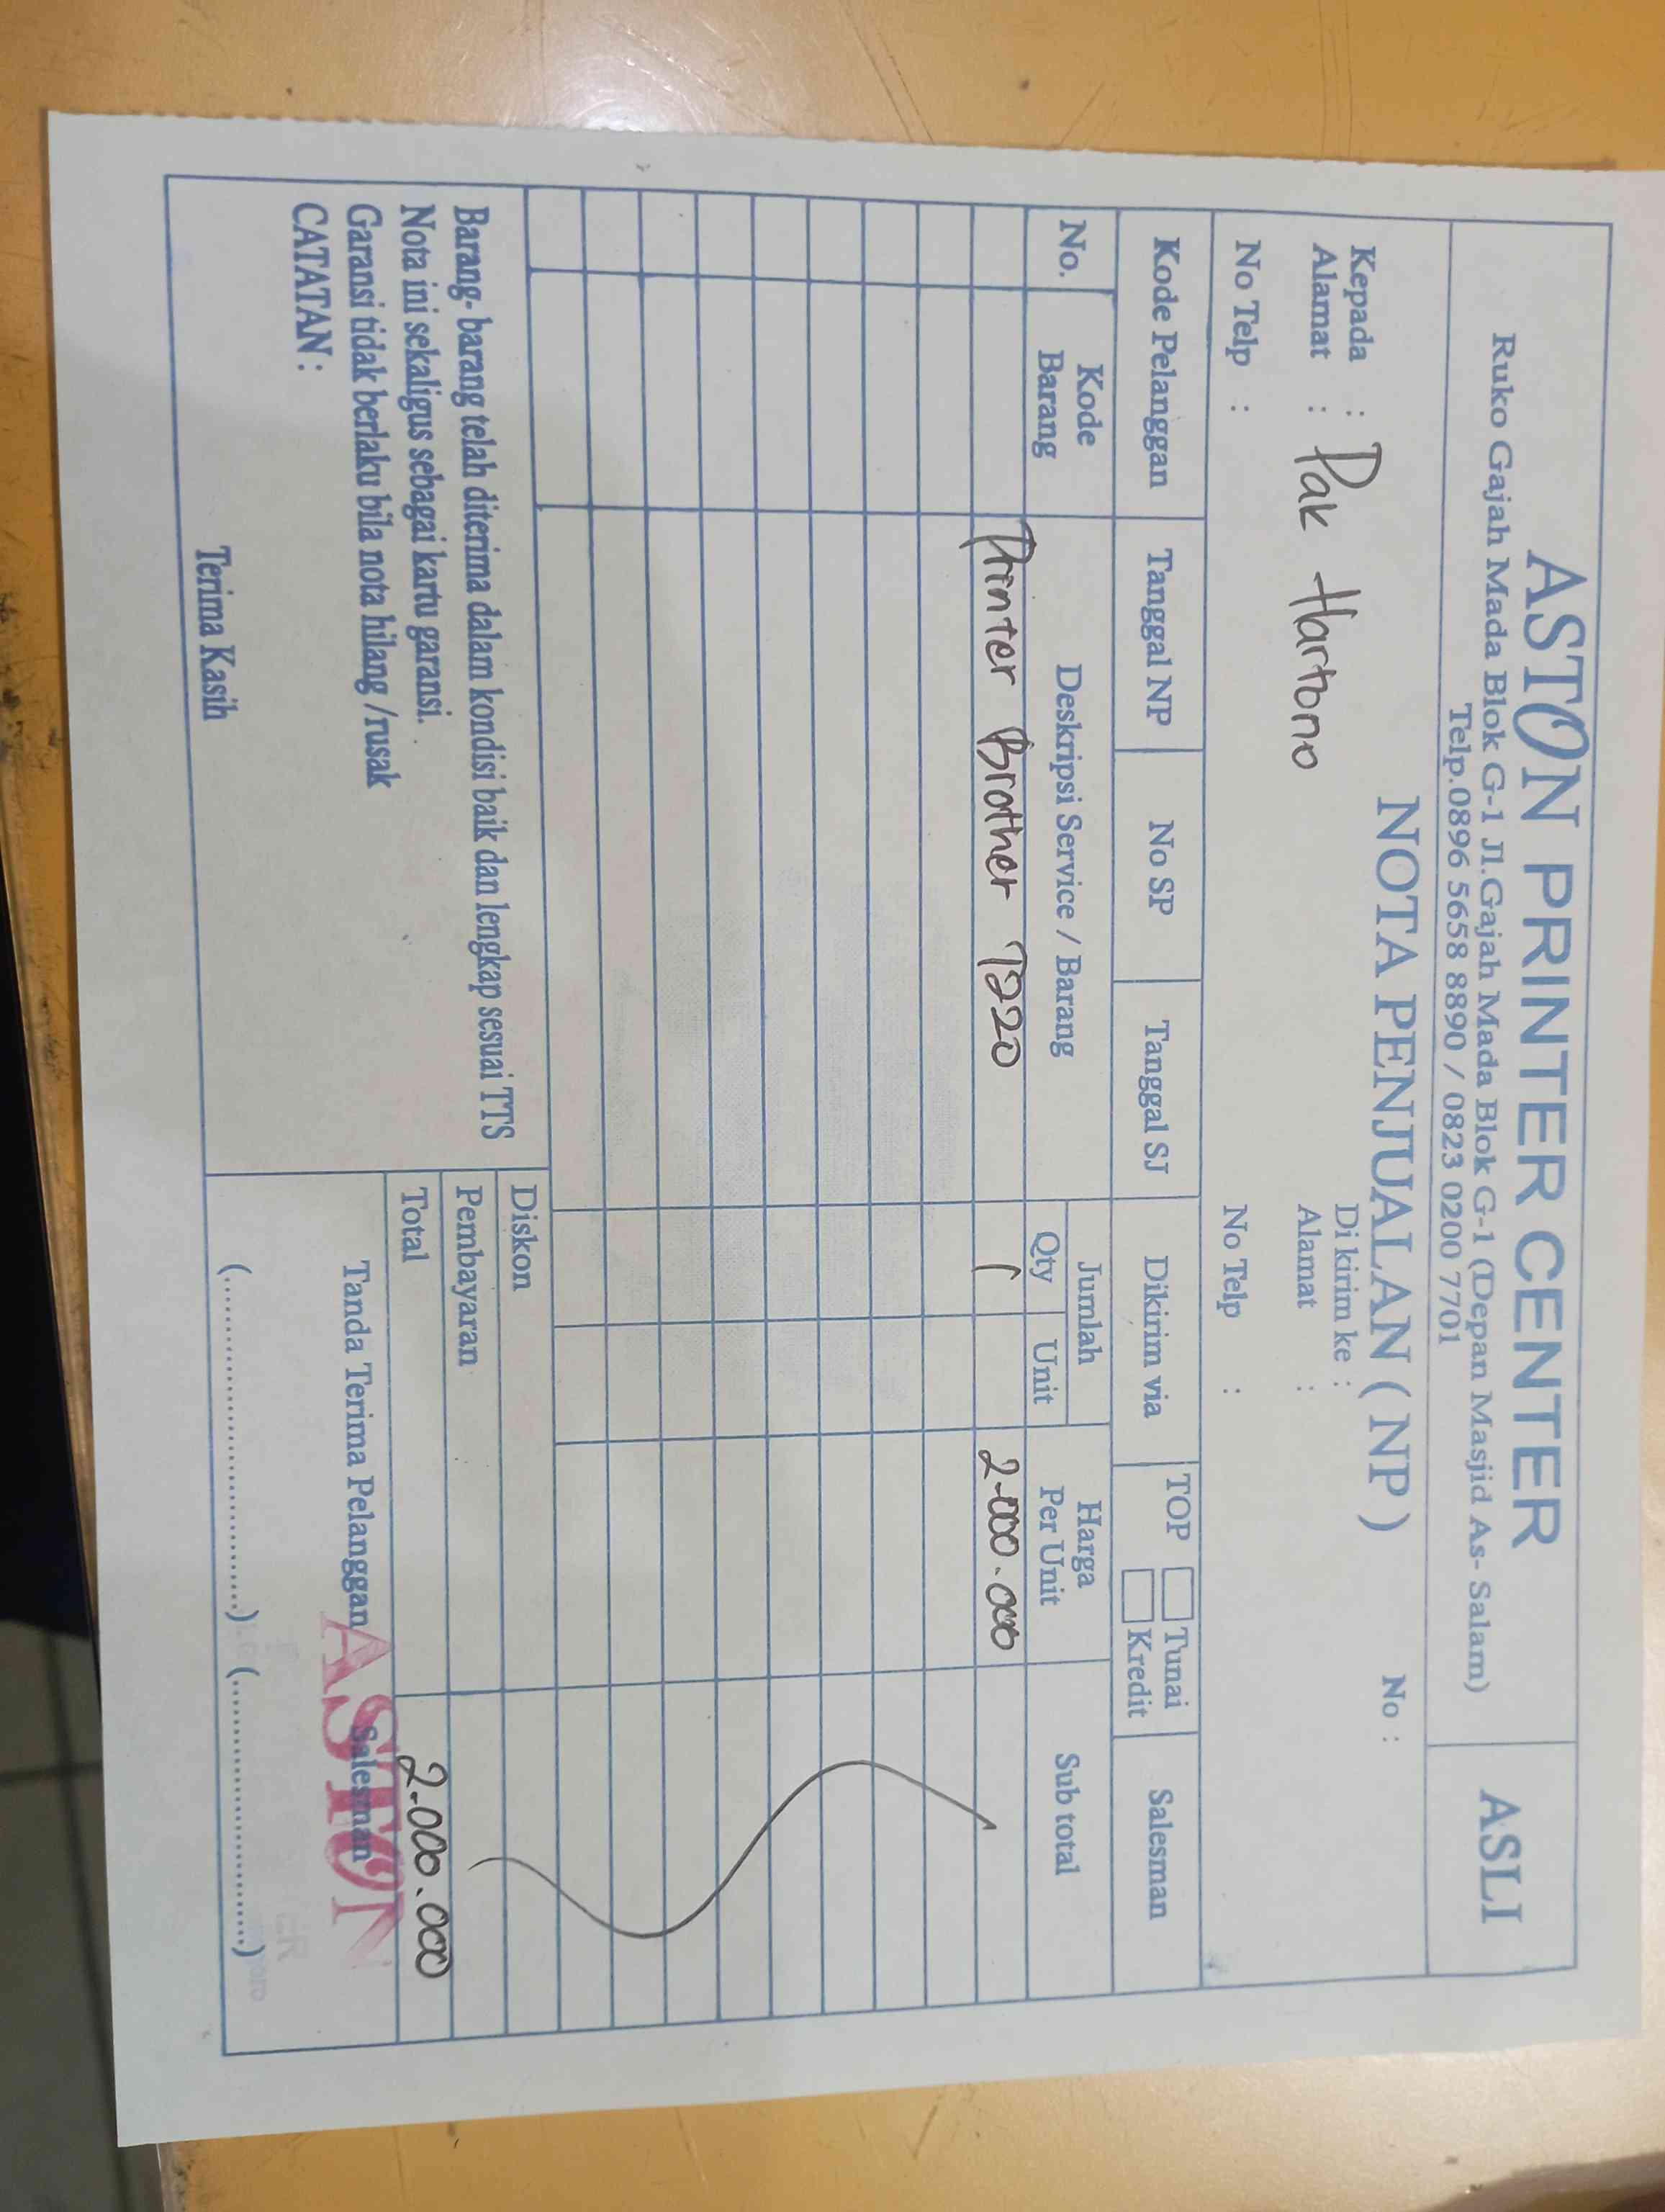 ASTON PRINTER CENTER
Ruko Gajah Mada Blok G-1 Jl.Gajah Mada Blok G-1 (Depan Masjid As- Salam)
Telp.0896 5658 8890 / 0823 0200 7701
ASLI
NOTA PENJUALAN ( NP )
No :
Kepada : Pak Hartono
Alamat :
No Telp :
Di kirim ke :
Alamat :
No Telp :
Kode Pelanggan Tanggal NP No SP Tanggal SJ Dikirim via TOP Tunai Kredit Salesman
No. Kode Barang Deskripsi Service / Barang Jumlah Qty Unit Harga Per Unit Sub total
Printer Brother T220 1 2.000.000
Barang- barang telah diterima dalam kondisi baik dan lengkap sesuai TTS
Nota ini sekaligus sebagai kartu garansi.
Garansi tidak berlaku bila nota hilang /rusak
CATATAN :
Terima Kasih
Diskon
Pembayaran
Total 2.000.000
Tanda Terima Pelanggan Salesman
ASTON
(..............................) (..............................)